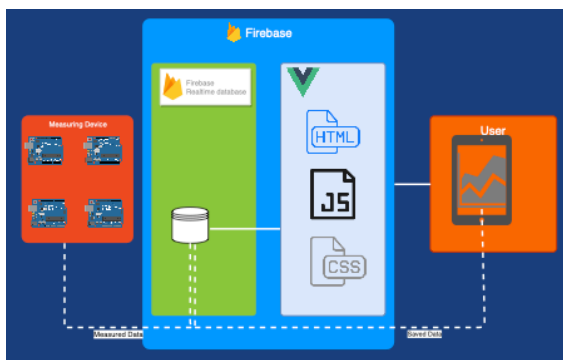 Firebase
Firebase
Realtime database
Measuring Device
User
HTML
JS
CSS
Measured Data
Saved Data